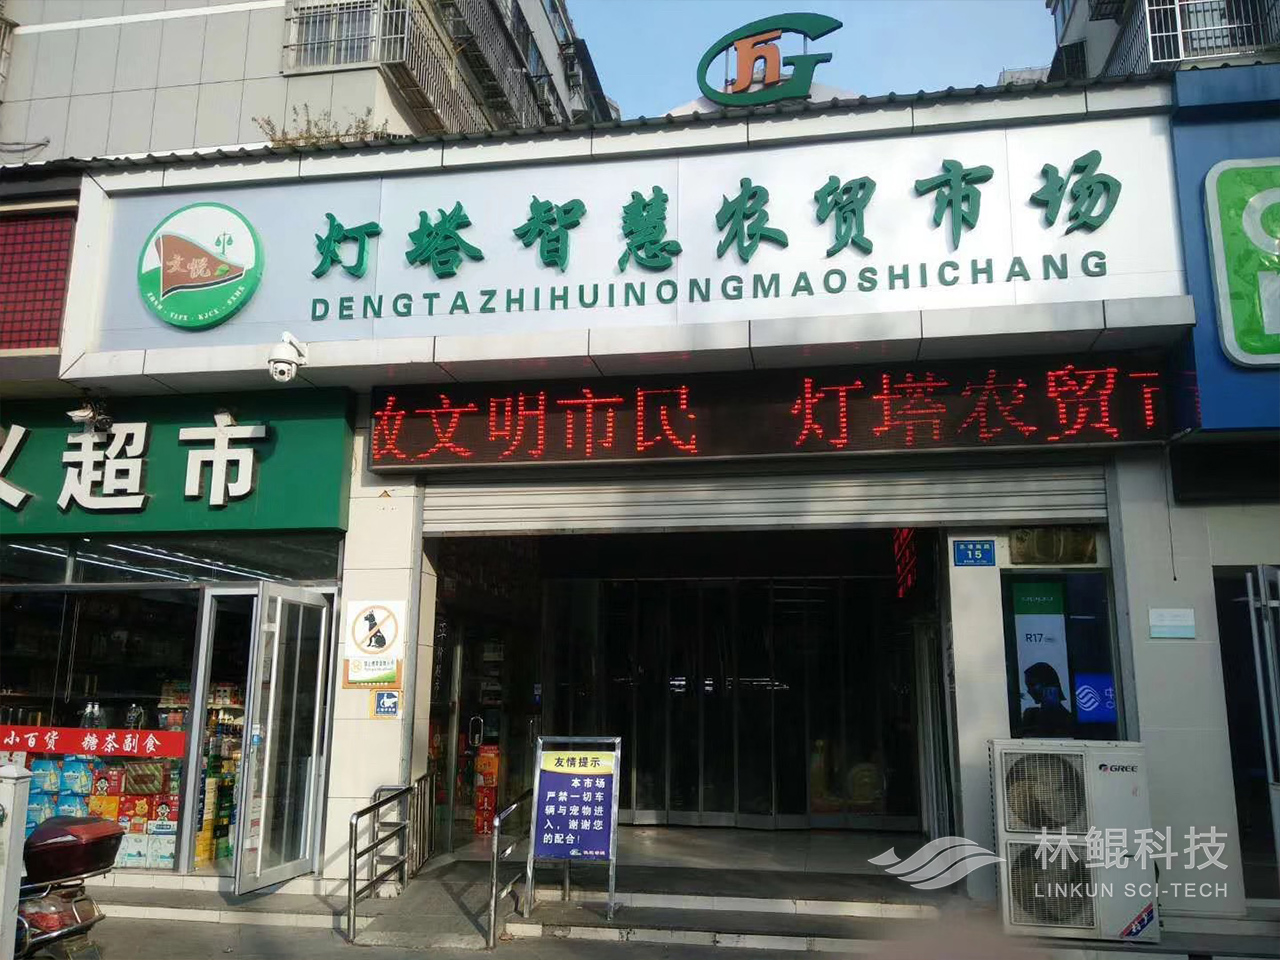 灯塔智慧农贸市场
DENGTAZHIHUINONGMAOSHICHANG
文悦
文明市民 灯塔农贸市
超市
15
R17
小百货 糖茶副食
友情提示
本市场
严禁一切车
辆与宠物进
入，谢谢您
的配合！
GREE
林鲲科技
LINKUN SCI-TECH